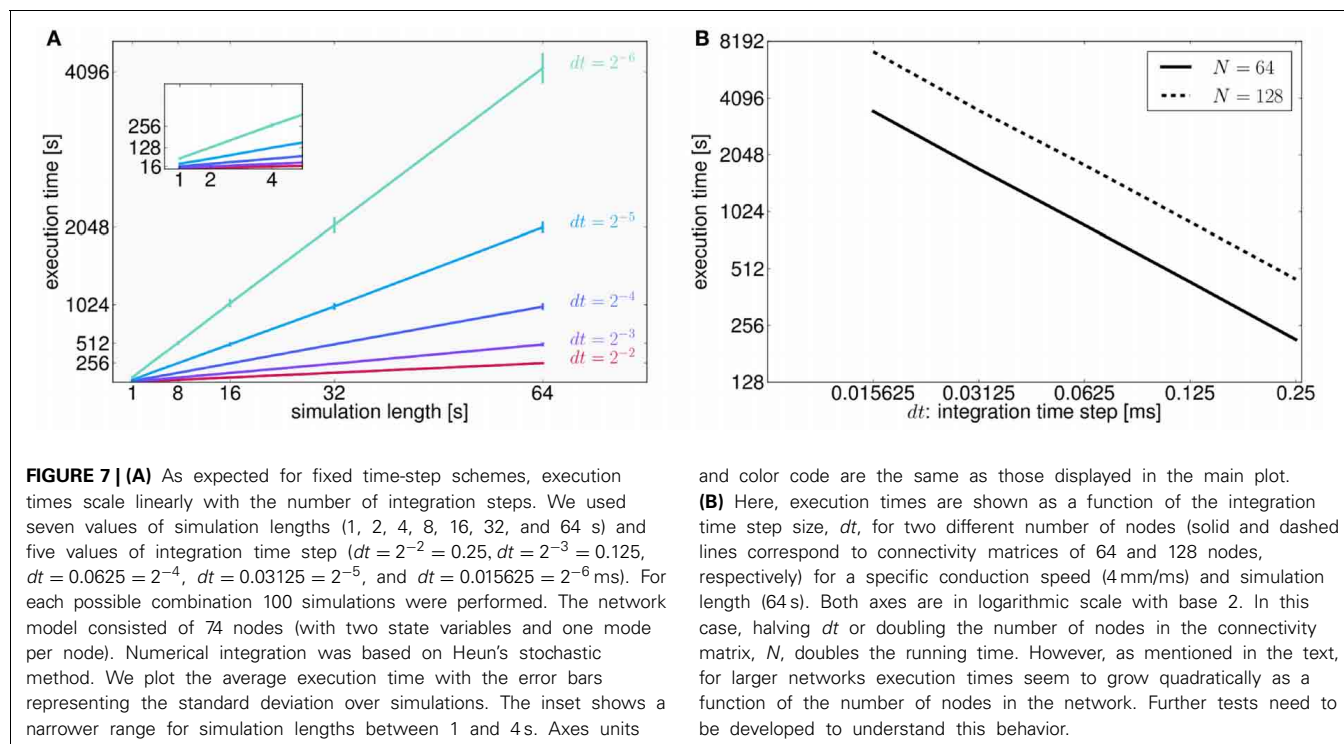 A
4096
2048
1024
512
256
execution time [s]
1
8
16
32
64
simulation length [s]
dt = 2⁻⁶
dt = 2⁻⁵
dt = 2⁻⁴
dt = 2⁻³
dt = 2⁻²
256
128
16
1
2
4
B
8192
4096
2048
1024
512
256
128
execution time [s]
N = 64
N = 128
0.015625
0.03125
0.0625
0.125
0.25
dt: integration time step [ms]
FIGURE 7 | (A) As expected for fixed time-step schemes, execution
times scale linearly with the number of integration steps. We used
seven values of simulation lengths (1, 2, 4, 8, 16, 32, and 64 s) and
five values of integration time step (dt = 2⁻² = 0.25, dt = 2⁻³ = 0.125,
dt = 0.0625 = 2⁻⁴, dt = 0.03125 = 2⁻⁵, and dt = 0.015625 = 2⁻⁶ ms). For
each possible combination 100 simulations were performed. The network
model consisted of 74 nodes (with two state variables and one mode
per node). Numerical integration was based on Heun's stochastic
method. We plot the average execution time with the error bars
representing the standard deviation over simulations. The inset shows a
narrower range for simulation lengths between 1 and 4 s. Axes units
and color code are the same as those displayed in the main plot.
(B) Here, execution times are shown as a function of the integration
time step size, dt, for two different number of nodes (solid and dashed
lines correspond to connectivity matrices of 64 and 128 nodes,
respectively) for a specific conduction speed (4 mm/ms) and simulation
length (64 s). Both axes are in logarithmic scale with base 2. In this
case, halving dt or doubling the number of nodes in the connectivity
matrix, N, doubles the running time. However, as mentioned in the text,
for larger networks execution times seem to grow quadratically as a
function of the number of nodes in the network. Further tests need to
be developed to understand this behavior.